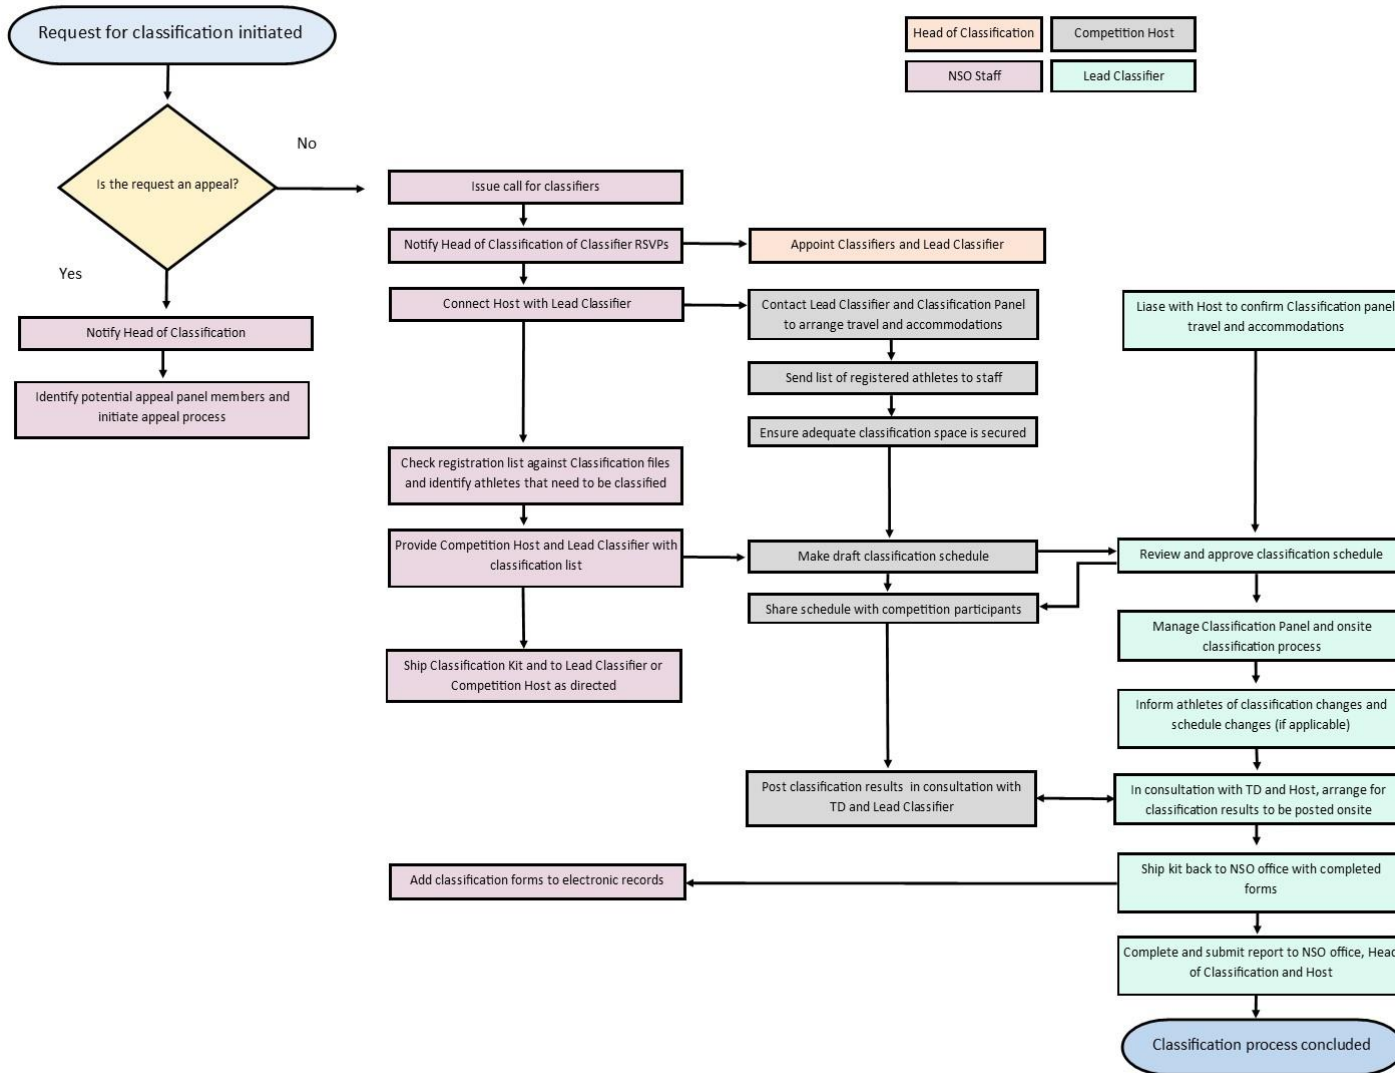 Request for classification initiated
Head of Classification
Competition Host
NSO Staff
Lead Classifier
No
Is the request an appeal?
Yes
Issue call for classifiers
Notify Head of Classification of Classifier RSVPs
Appoint Classifiers and Lead Classifier
Connect Host with Lead Classifier
Contact Lead Classifier and Classification Panel
to arrange travel and accommodations
Liase with Host to confirm Classification panel
travel and accommodations
Notify Head of Classification
Send list of registered athletes to staff
Identify potential appeal panel members and
initiate appeal process
Ensure adequate classification space is secured
Check registration list against Classification files
and identify athletes that need to be classified
Provide Competition Host and Lead Classifier with
classification list
Make draft classification schedule
Review and approve classification schedule
Share schedule with competition participants
Manage Classification Panel and onsite
classification process
Ship Classification Kit and to Lead Classifier or
Competition Host as directed
Inform athletes of classification changes and
schedule changes (if applicable)
Post classification results in consultation with
TD and Lead Classifier
In consultation with TD and Host, arrange for
classification results to be posted onsite
Add classification forms to electronic records
Ship kit back to NSO office with completed
forms
Complete and submit report to NSO office, Head
of Classification and Host
Classification process concluded